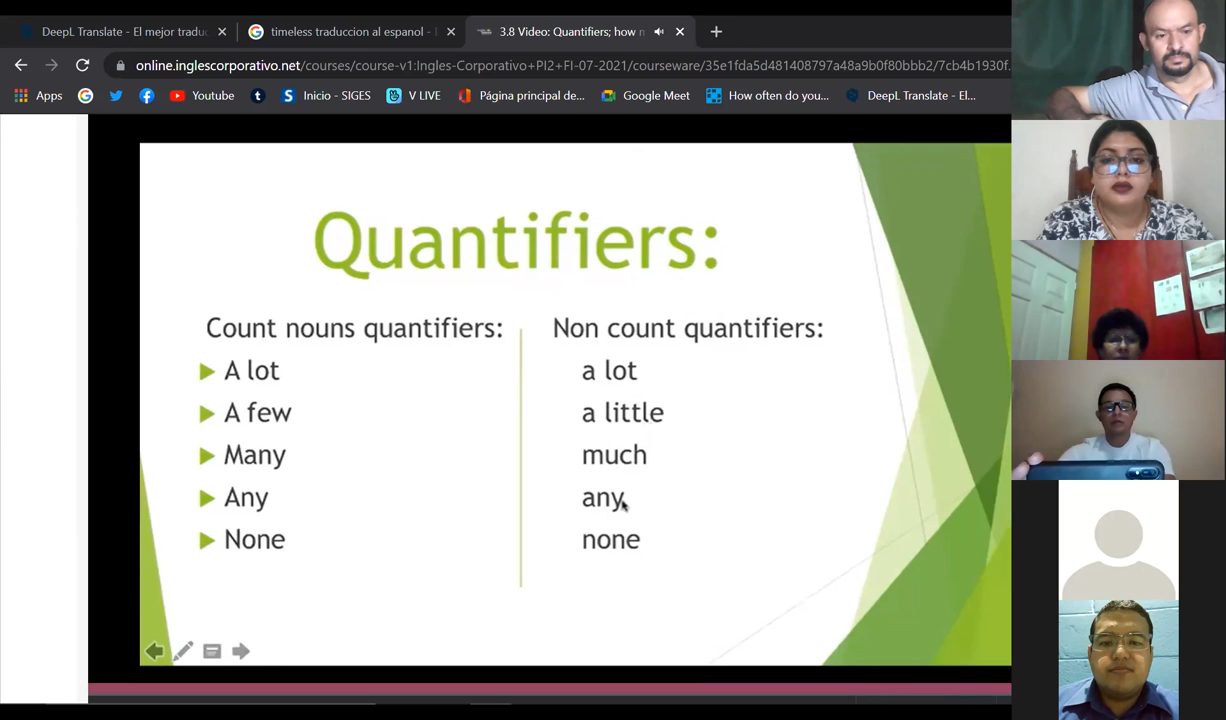 DeepL Translate - El mejor traduc
timeless traduccion al espanol -
3.8 Video: Quantifiers; how n
online.inglescorporativo.net/courses/course-v1:Ingles-Corporativo+PI2+FI-07-2021/courseware/35e1fda5d481408797a48a9b0f80bbb2/7cb4b1930f.
Apps
Youtube
Inicio - SIGES
V LIVE
Página principal de...
Google Meet
How often do you...
DeepL Translate - El...
Quantifiers:
Count nouns quantifiers:
A lot
A few
Many
Any
None
Non count quantifiers:
a lot
a little
much
any
none